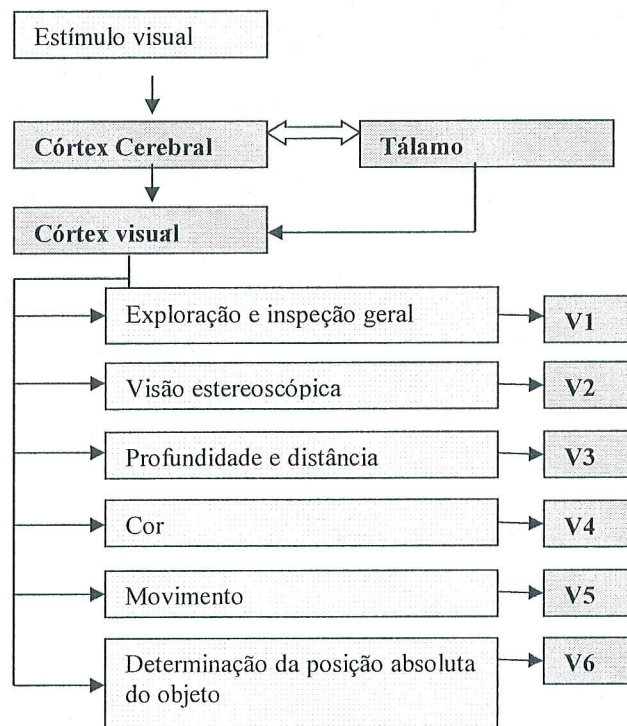 Estímulo visual
Córtex Cerebral
Tálamo
Córtex visual
Exploração e inspeção geral
V1
Visão estereoscópica
V2
Profundidade e distância
V3
Cor
V4
Movimento
V5
Determinação da posição absoluta
do objeto
V6